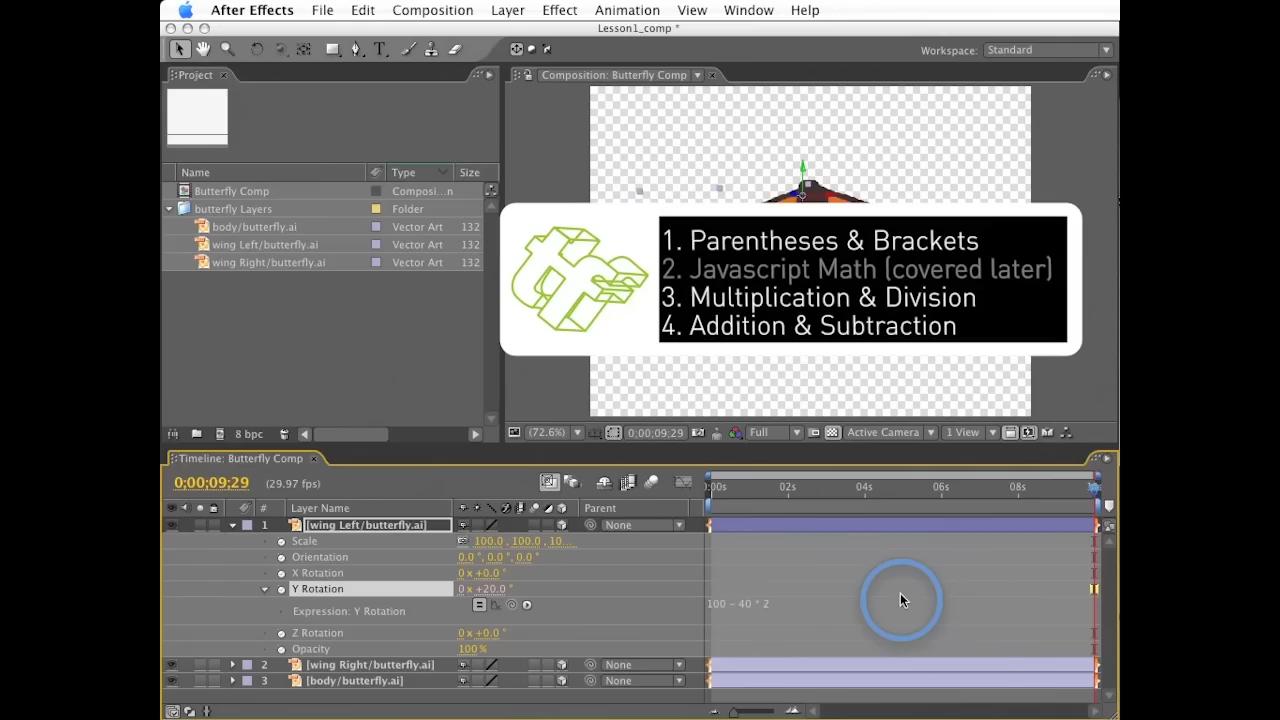 After Effects File Edit Composition Layer Effect Animation View Window Help
Lesson1_comp *
Workspace: Standard
Project
Composition: Butterfly Comp
Name Type Size
Butterfly Comp Composi...n
butterfly Layers Folder
body/butterfly.ai Vector Art 132
wing Left/butterfly.ai Vector Art 132
wing Right/butterfly.ai Vector Art 132
1. Parentheses & Brackets
2. Javascript Math (covered later)
3. Multiplication & Division
4. Addition & Subtraction
8 bpc
(72.6%) 0;00;09;29 Full Active Camera 1 View
Timeline: Butterfly Comp
0;00;09;29 (29.97 fps)
:00s 02s 04s 06s 08s
# Layer Name Parent
1 [wing Left/butterfly.ai] None
Scale 100.0, 100.0, 10...
Orientation 0.0°, 0.0°, 0.0°
X Rotation 0 x +0.0°
Y Rotation 0 x +20.0°
Expression: Y Rotation
100 - 40 * 2
Z Rotation 0 x +0.0°
Opacity 100%
2 [wing Right/butterfly.ai] None
3 [body/butterfly.ai] None